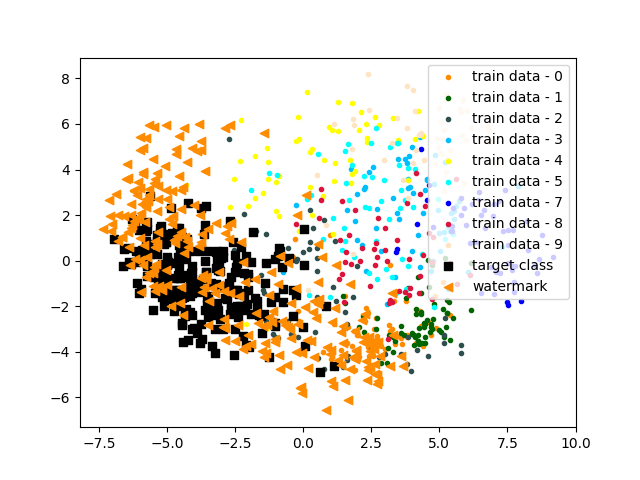 8
6
4
2
0
−2
−4
−6
−7.5 −5.0 −2.5 0.0 2.5 5.0 7.5 10.0
train data - 0
train data - 1
train data - 2
train data - 3
train data - 4
train data - 5
train data - 7
train data - 8
train data - 9
target class
watermark